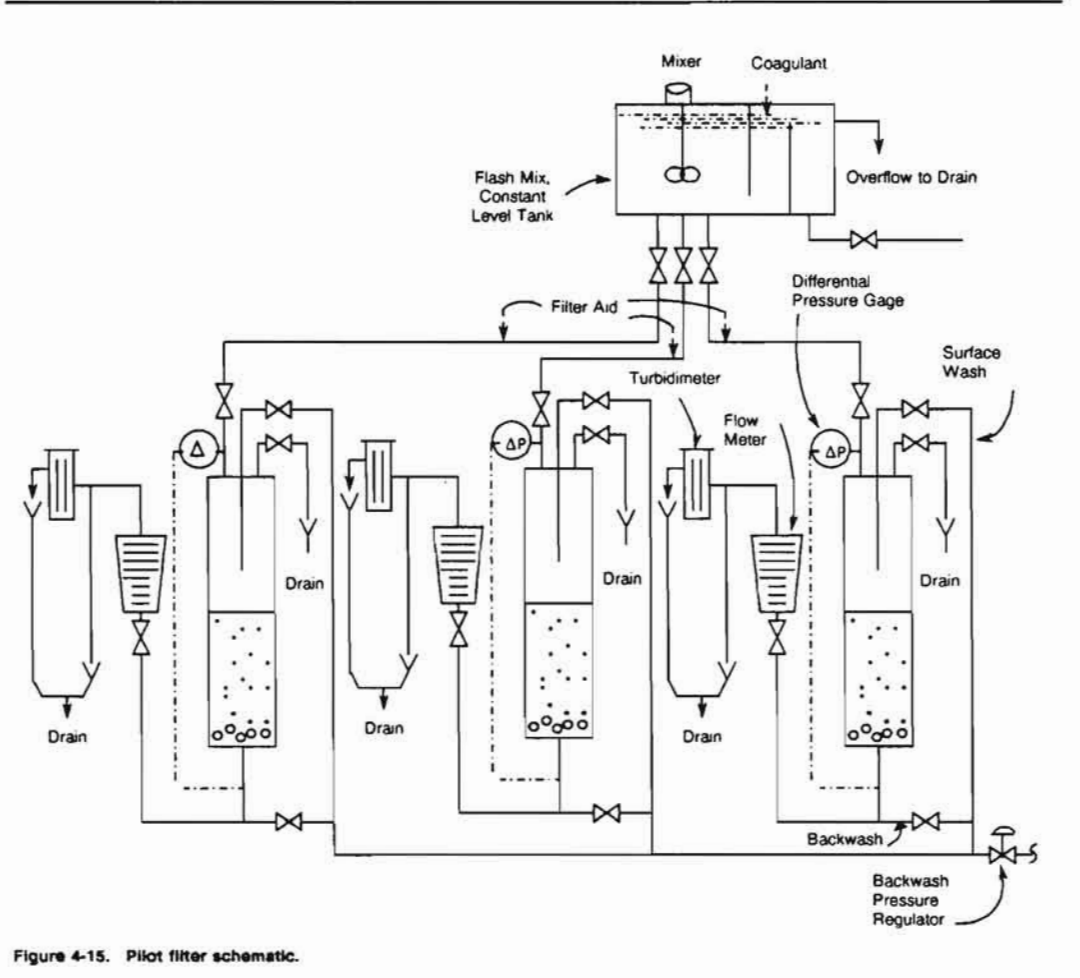 Mixer
Coagulant
Flash Mix,
Constant
Level Tank
Overflow to Drain
Differential
Pressure Gage
Filter Aid
Surface
Wash
Turbidimeter
Flow
Meter
Δ
ΔP
ΔP
Drain
Drain
Drain
Drain
Drain
Drain
Backwash
Backwash
Pressure
Regulator
Figure 4-15. Pilot filter schematic.